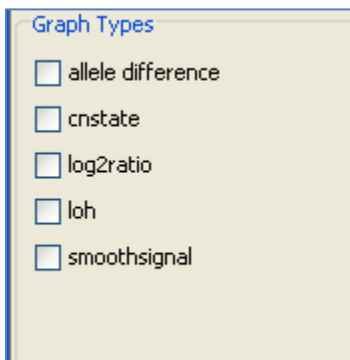 Graph Types
allele difference
cnstate
log2ratio
loh
smoothsignal